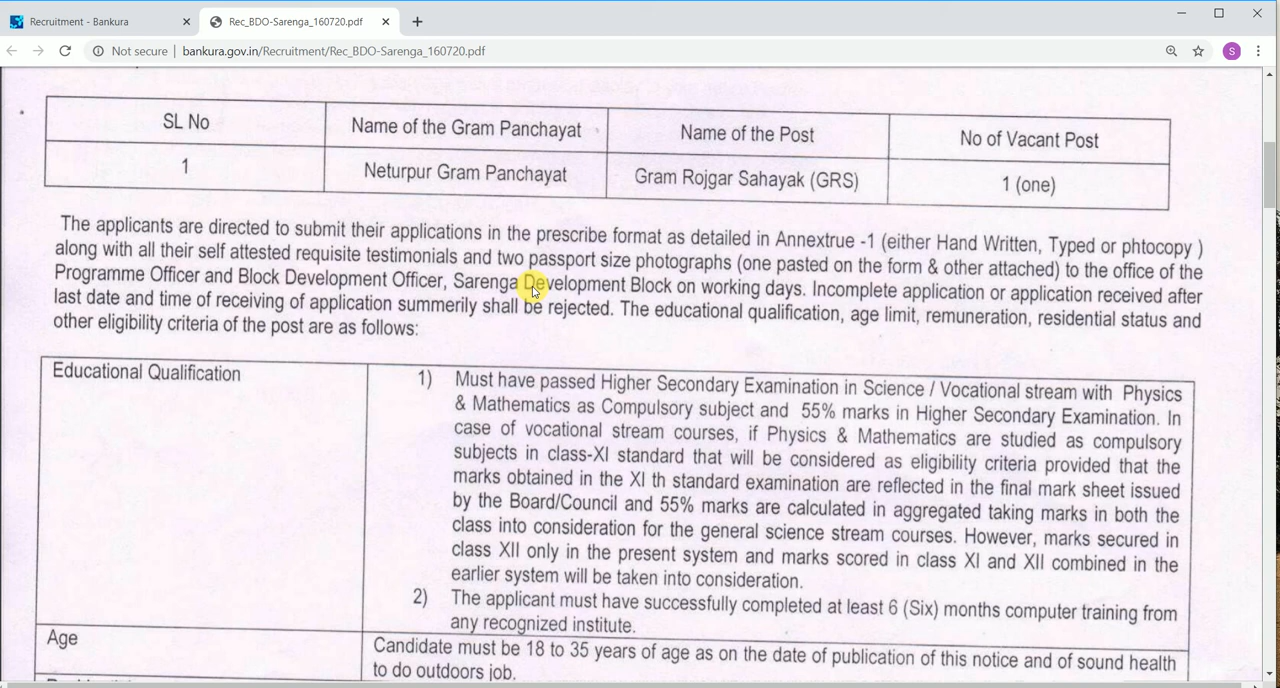 Recruitment - Bankura
Rec_BDO-Sarenga_160720.pdf
Not secure | bankura.gov.in/Recruitment/Rec_BDO-Sarenga_160720.pdf
S
SL No Name of the Gram Panchayat Name of the Post No of Vacant Post
1 Neturpur Gram Panchayat Gram Rojgar Sahayak (GRS) 1 (one)
The applicants are directed to submit their applications in the prescribe format as detailed in Annextrue -1 (either Hand Written, Typed or phtocopy )
along with all their self attested requisite testimonials and two passport size photographs (one pasted on the form & other attached) to the office of the
Programme Officer and Block Development Officer, Sarenga Development Block on working days. Incomplete application or application received after
last date and time of receiving of application summerily shall be rejected. The educational qualification, age limit, remuneration, residential status and
other eligibility criteria of the post are as follows:
Educational Qualification
1) Must have passed Higher Secondary Examination in Science / Vocational stream with Physics
& Mathematics as Compulsory subject and 55% marks in Higher Secondary Examination. In
case of vocational stream courses, if Physics & Mathematics are studied as compulsory
subjects in class-XI standard that will be considered as eligibility criteria provided that the
marks obtained in the XI th standard examination are reflected in the final mark sheet issued
by the Board/Council and 55% marks are calculated in aggregated taking marks in both the
class into consideration for the general science stream courses. However, marks secured in
class XII only in the present system and marks scored in class XI and XII combined in the
earlier system will be taken into consideration.
2) The applicant must have successfully completed at least 6 (Six) months computer training from
any recognized institute.
Age
Candidate must be 18 to 35 years of age as on the date of publication of this notice and of sound health
to do outdoors job.